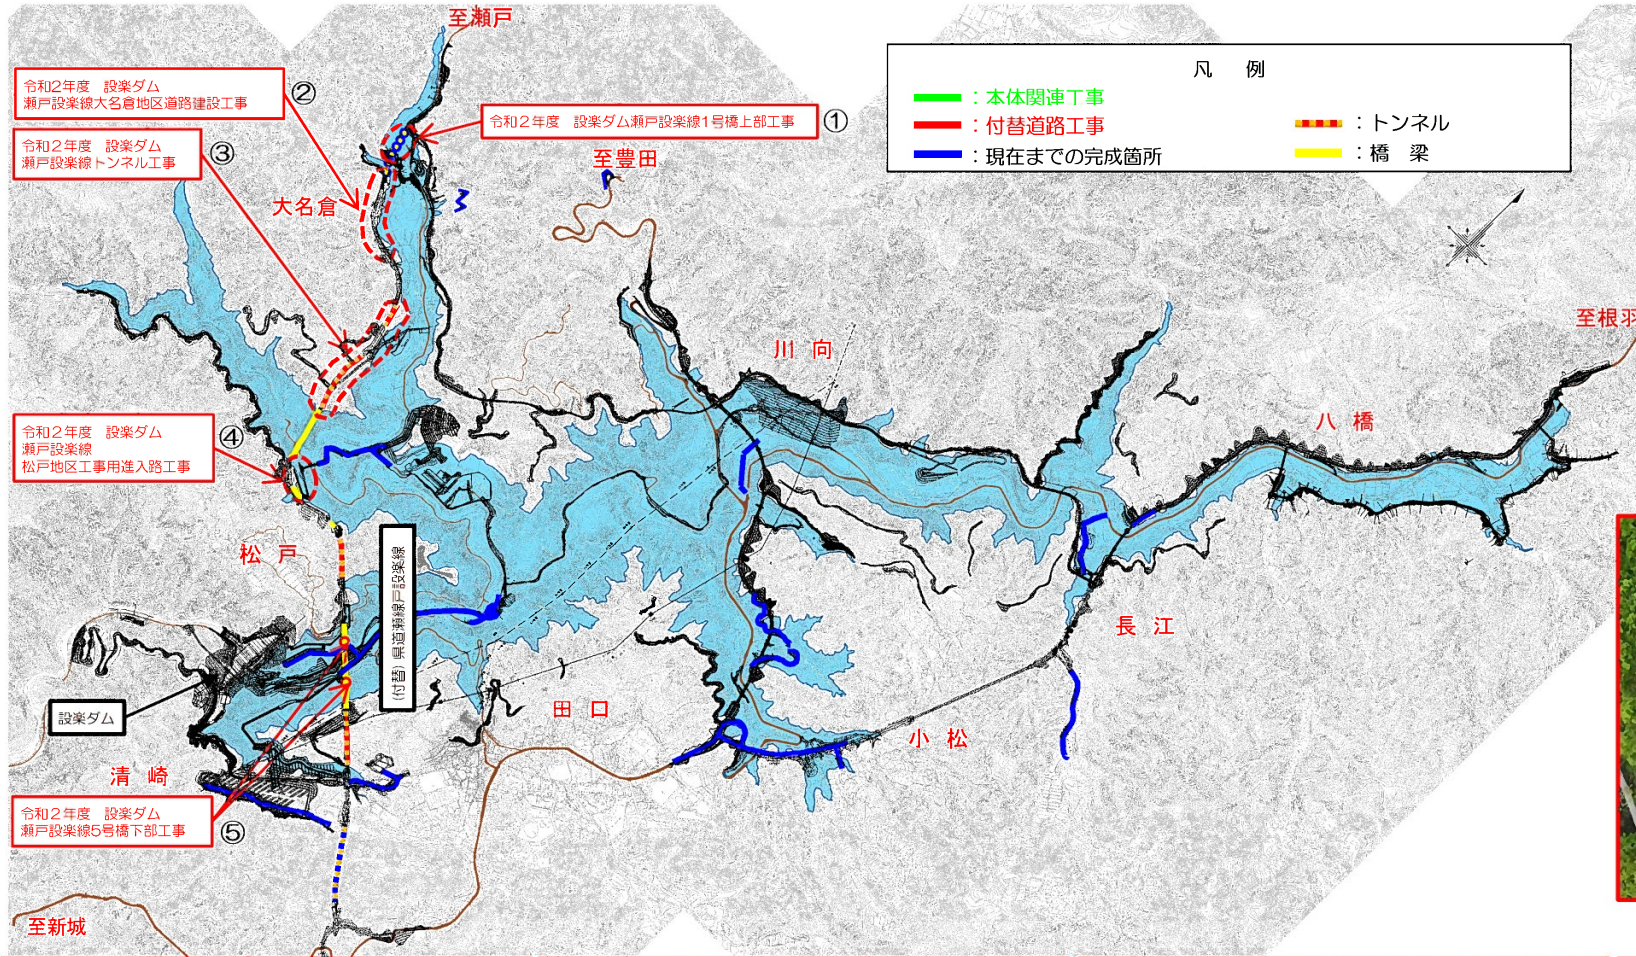 至瀬戸
凡 例
：本体関連工事
：付替道路工事
：現在までの完成箇所
：トンネル
：橋 梁
令和2年度 設楽ダム
瀬戸設楽線大名倉地区道路建設工事
②
令和２年度 設楽ダム瀬戸設楽線1号橋上部工事
①
令和２年度 設楽ダム
瀬戸設楽線トンネル工事
③
至豊田
大名倉
至根羽
川 向
八 橋
令和２年度 設楽ダム
瀬戸設楽線
松戸地区工事用進入路工事
④
松 戸
(付替)県道瀬線戸設楽線
長 江
設楽ダム
田 口
小 松
清 崎
令和２年度 設楽ダム
瀬戸設楽線5号橋下部工事
⑤
至新城